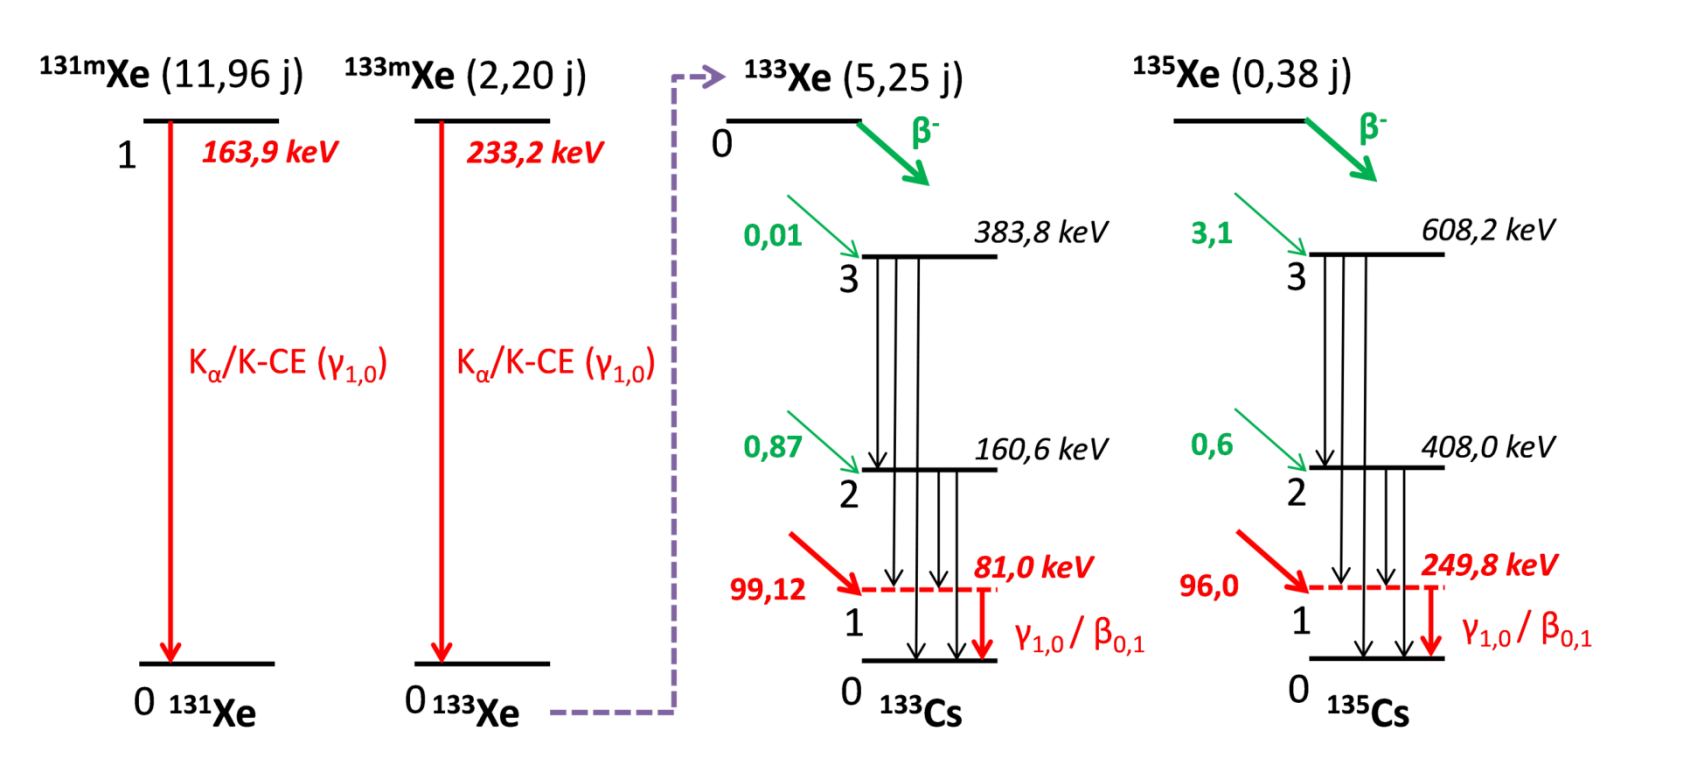 131mXe (11,96 j)
1
163,9 keV
Kα/K-CE (γ1,0)
0 131Xe
133mXe (2,20 j)
233,2 keV
Kα/K-CE (γ1,0)
0 133Xe
133Xe (5,25 j)
0
β-
0,01
383,8 keV
3
0,87
160,6 keV
2
99,12
81,0 keV
1
γ1,0 / β0,1
0 133Cs
135Xe (0,38 j)
β-
3,1
608,2 keV
3
0,6
408,0 keV
2
96,0
249,8 keV
1
γ1,0 / β0,1
0 135Cs